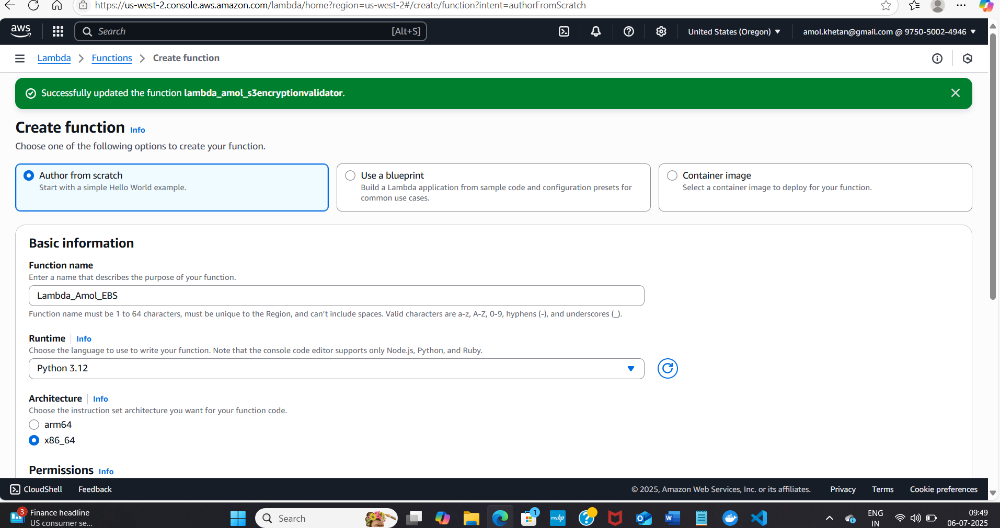 https://us-west-2.console.aws.amazon.com/lambda/home?region=us-west-2#/create/function?intent=authorFromScratch
aws
Search
[Alt+S]
United States (Oregon)
amol.khetan@gmail.com @ 9750-5002-4946
Lambda
Functions
Create function
Successfully updated the function lambda_amol_s3encryptionvalidator.
Create function Info
Choose one of the following options to create your function.
Author from scratch
Start with a simple Hello World example.
Use a blueprint
Build a Lambda application from sample code and configuration presets for
common use cases.
Container image
Select a container image to deploy for your function.
Basic information
Function name
Enter a name that describes the purpose of your function.
Lambda_Amol_EBS
Function name must be 1 to 64 characters, must be unique to the Region, and can’t include spaces. Valid characters are a-z, A-Z, 0-9, hyphens (-), and underscores (_).
Runtime Info
Choose the language to use to write your function. Note that the console code editor supports only Node.js, Python, and Ruby.
Python 3.12
Architecture Info
Choose the instruction set architecture you want for your function code.
arm64
x86_64
Permissions Info
CloudShell
Feedback
© 2025, Amazon Web Services, Inc. or its affiliates.
Privacy
Terms
Cookie preferences
3
Finance headline
US consumer se...
Search
1
myhp
ENG
IN
09:49
06-07-2025